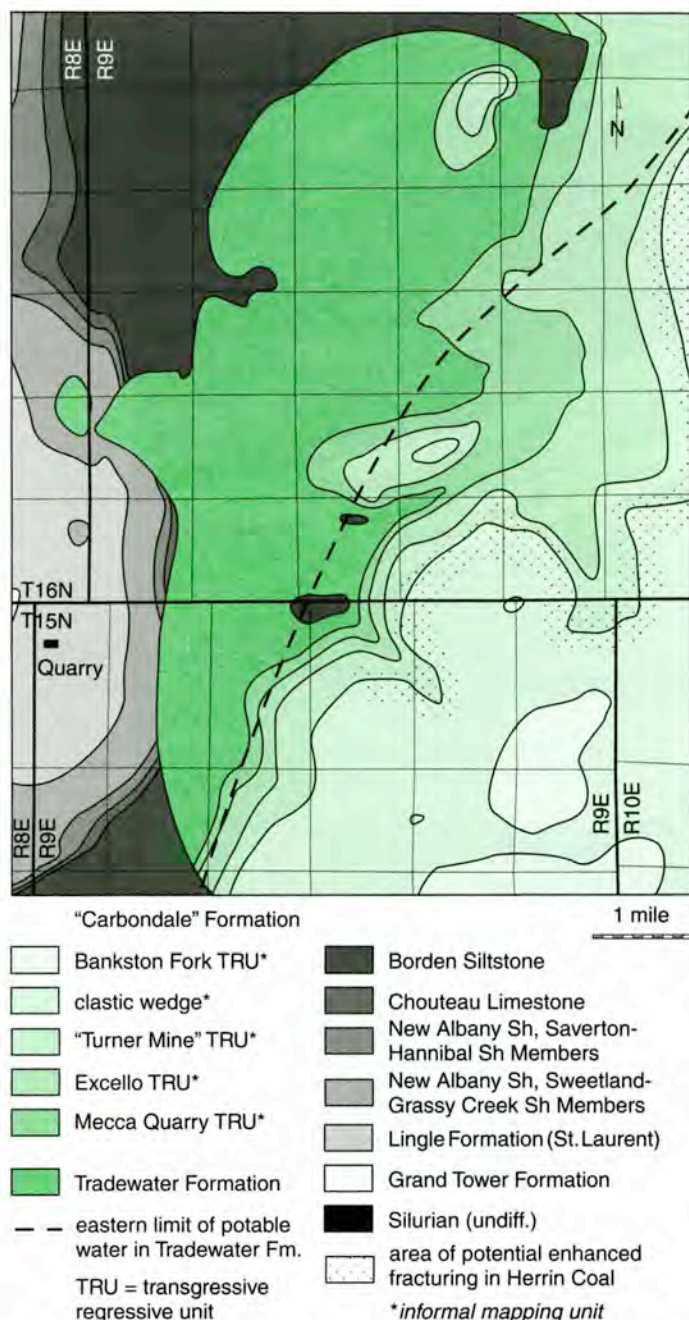 R8E
R9E
N
T16N
T15N
Quarry
R8E
R9E
R9E
R10E
"Carbondale" Formation
Bankston Fork TRU*
clastic wedge*
"Turner Mine" TRU*
Excello TRU*
Mecca Quarry TRU*
Tradewater Formation
eastern limit of potable
water in Tradewater Fm.
TRU = transgressive
regressive unit
1 mile
Borden Siltstone
Chouteau Limestone
New Albany Sh, Saverton-
Hannibal Sh Members
New Albany Sh, Sweetland-
Grassy Creek Sh Members
Lingle Formation (St. Laurent)
Grand Tower Formation
Silurian (undiff.)
area of potential enhanced
fracturing in Herrin Coal
*informal mapping unit